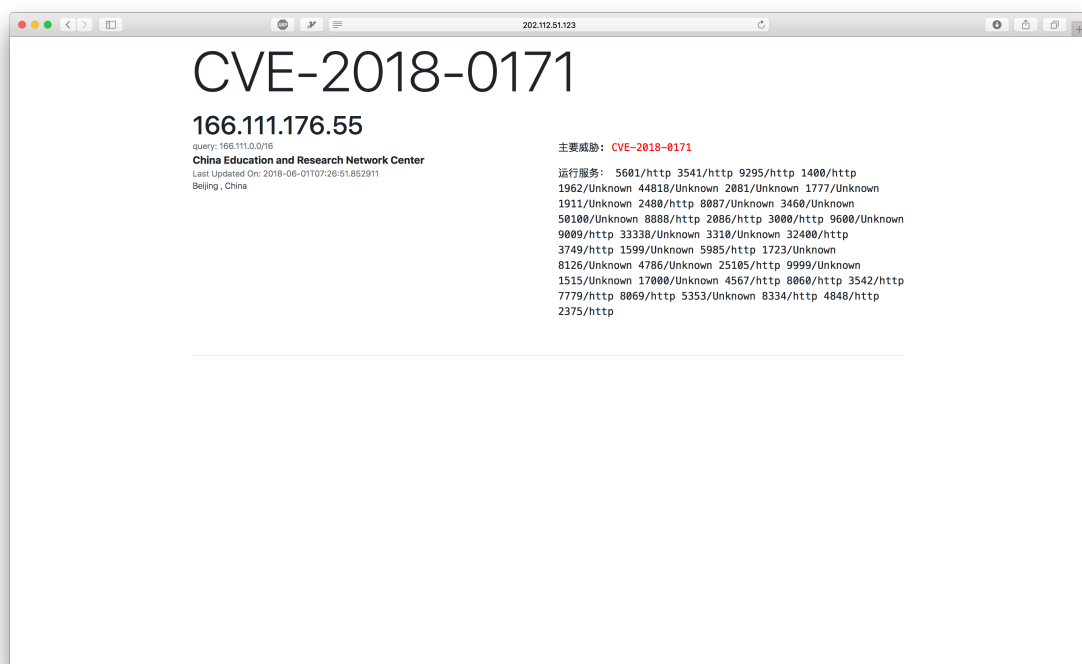 202.112.51.123
CVE-2018-0171
166.111.176.55
query: 166.111.0.0/16
China Education and Research Network Center
Last Updated On: 2018-06-01T07:26:51.852911
Beijing , China
主要威胁: CVE-2018-0171
运行服务: 5601/http 3541/http 9295/http 1400/http
1962/Unknown 44818/Unknown 2081/Unknown 1777/Unknown
1911/Unknown 2480/http 8087/Unknown 3460/Unknown
50100/Unknown 8888/http 2086/http 3000/http 9600/Unknown
9009/http 33338/Unknown 3310/Unknown 32400/http
3749/http 1599/Unknown 5985/http 1723/Unknown
8126/Unknown 4786/Unknown 25105/http 9999/Unknown
1515/Unknown 17000/Unknown 4567/http 8060/http 3542/http
7779/http 8069/http 5353/Unknown 8334/http 4848/http
2375/http